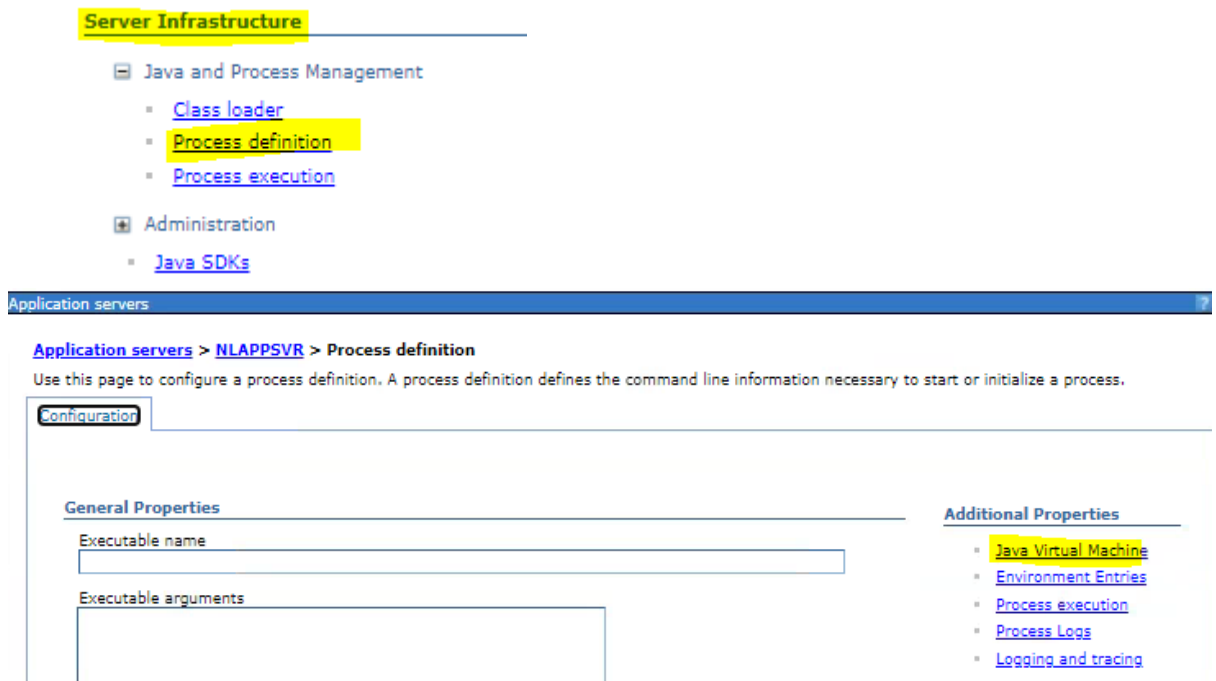 Server Infrastructure
Java and Process Management
Class loader
Process definition
Process execution
Administration
Java SDKs
Application servers ?
Application servers > NLAPPSVR > Process definition
Use this page to configure a process definition. A process definition defines the command line information necessary to start or initialize a process.
Configuration
General Properties
Executable name
Executable arguments
Additional Properties
Java Virtual Machine
Environment Entries
Process execution
Process Logs
Logging and tracing